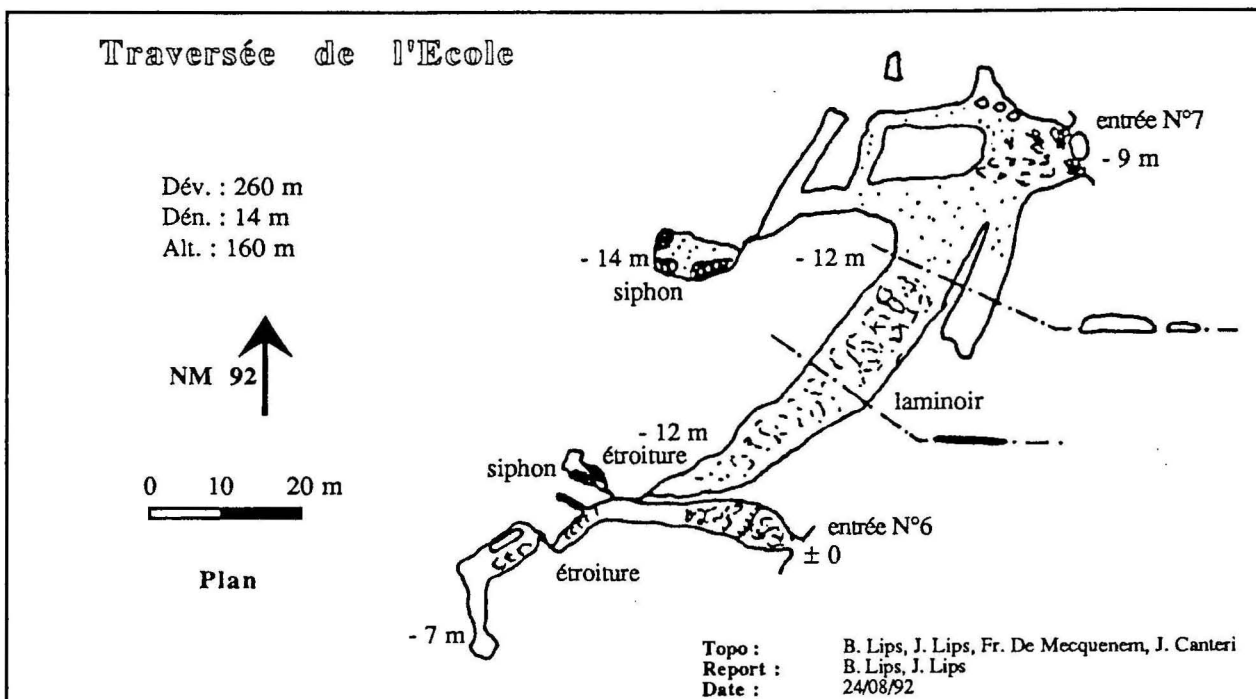 Traversée de l'Ecole
Dév. : 260 m
Dén. : 14 m
Alt. : 160 m
NM 92
0 10 20 m
Plan
entrée N°7
- 9 m
- 14 m
siphon
- 12 m
laminoir
- 12 m
étroiture
siphon
entrée N°6
± 0
étroiture
- 7 m
Topo : B. Lips, J. Lips, Fr. De Mecquenem, J. Canteri
Report : B. Lips, J. Lips
Date : 24/08/92